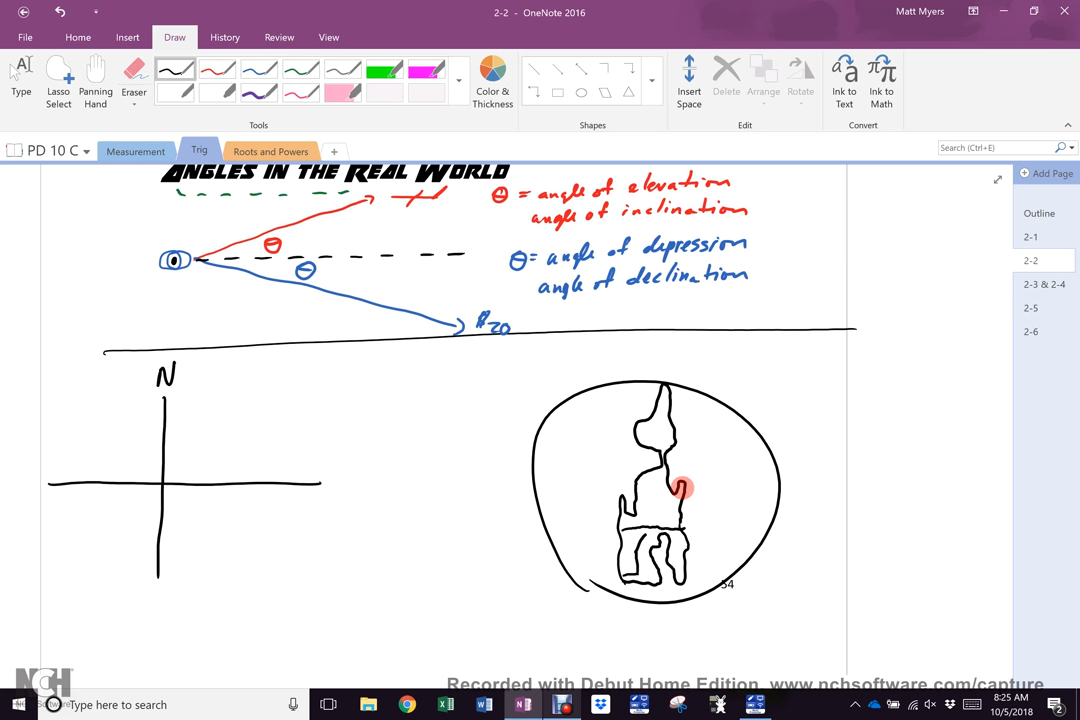 2-2 - OneNote 2016
Matt Myers
File Home Insert Draw History Review View
Type
Lasso Select
Panning Hand
Eraser
Color & Thickness
Insert Space
Delete
Arrange
Rotate
Ink to Text
Ink to Math
Tools
Shapes
Edit
Convert
PD 10 C
Measurement
Trig
Roots and Powers
Search (Ctrl+E)
Add Page
Outline
2-1
2-2
2-3 & 2-4
2-5
2-6
Angles in the Real World
θ = angle of elevation
angle of inclination
θ
θ
θ = angle of depression
angle of declination
$20
N
54
NCH
Software
Recorded with Debut Home Edition www.nchsoftware.com/capture
Type here to search
8:25 AM
10/5/2018
2